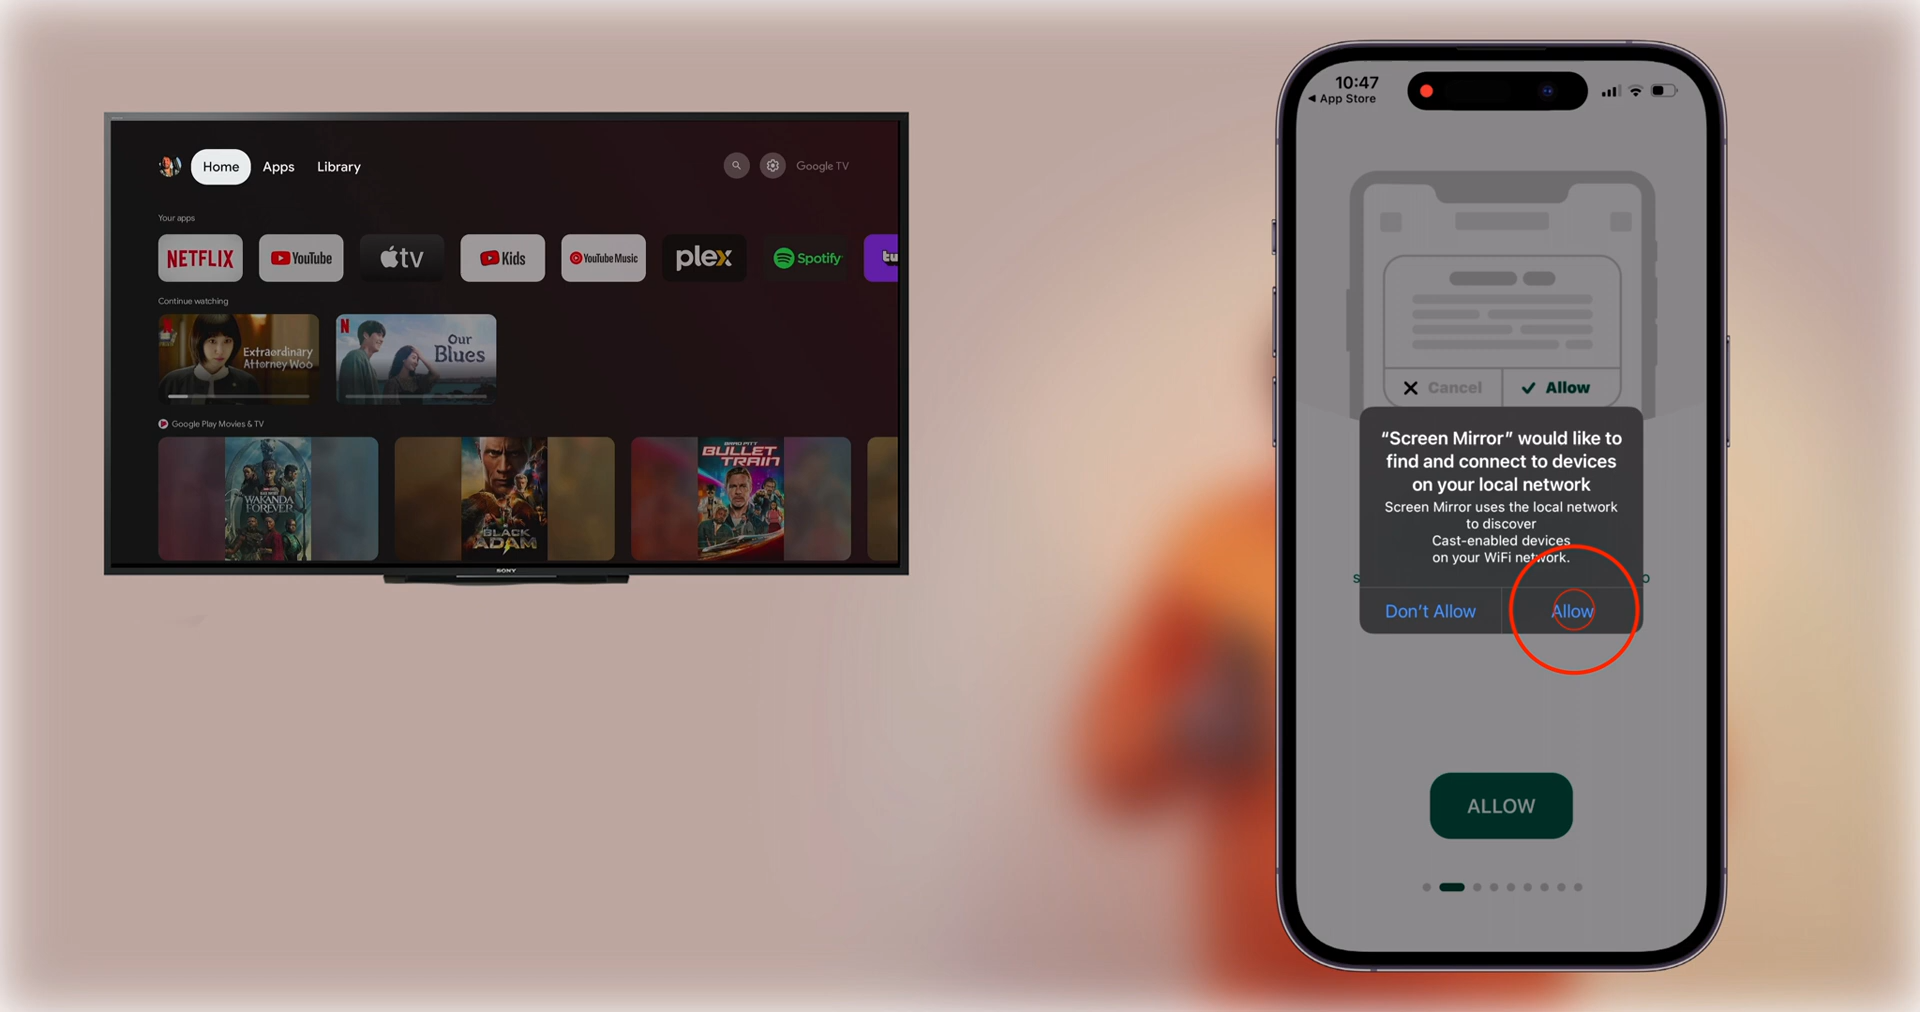 Home
Apps
Library
Google TV
Your apps
NETFLIX
YouTube
tv
Kids
YouTube Music
plex
Spotify
tu
Continue watching
N
Extraordinary
Attorney Woo
N
Our
Blues
Google Play Movies & TV
WAKANDA
FOREVER
BLACK
ADAM
BRAD PITT
BULLET
TRAIN
SONY
10:47
◀ App Store
Cancel
Allow
“Screen Mirror” would like to
find and connect to devices
on your local network
Screen Mirror uses the local network
to discover
Cast-enabled devices
on your WiFi network.
S
O
Don’t Allow
Allow
ALLOW